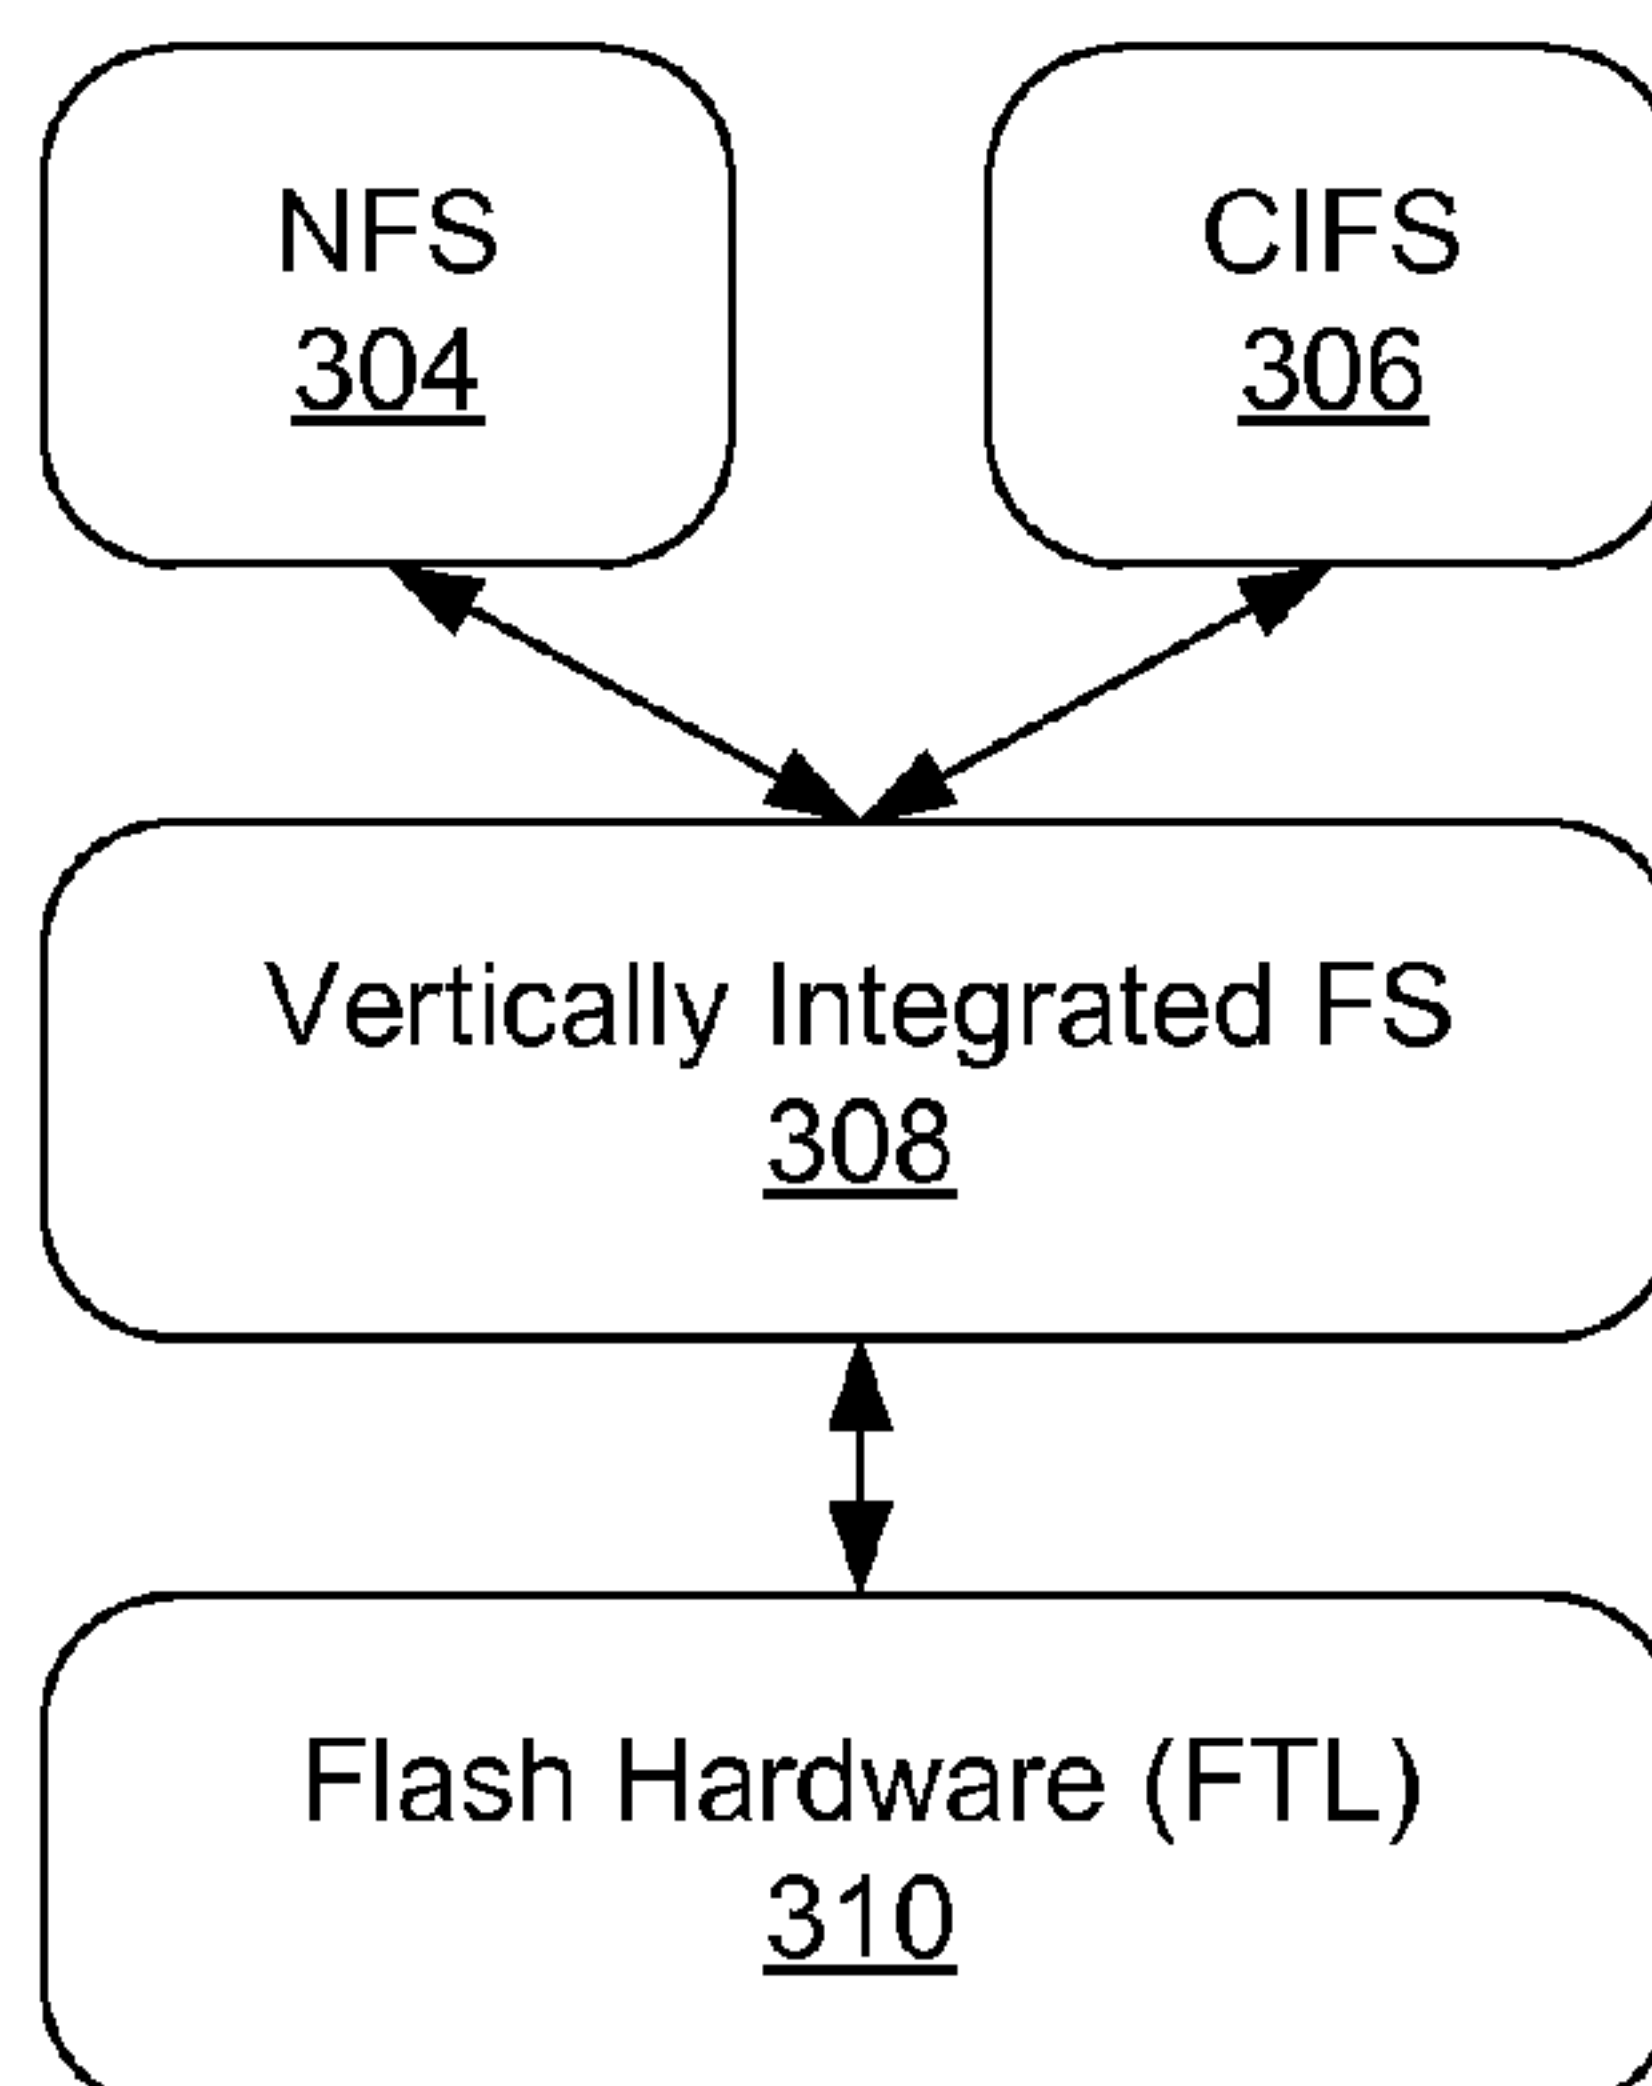 NFS
304
CIFS
306
Vertically Integrated FS
308
Flash Hardware (FTL)
310